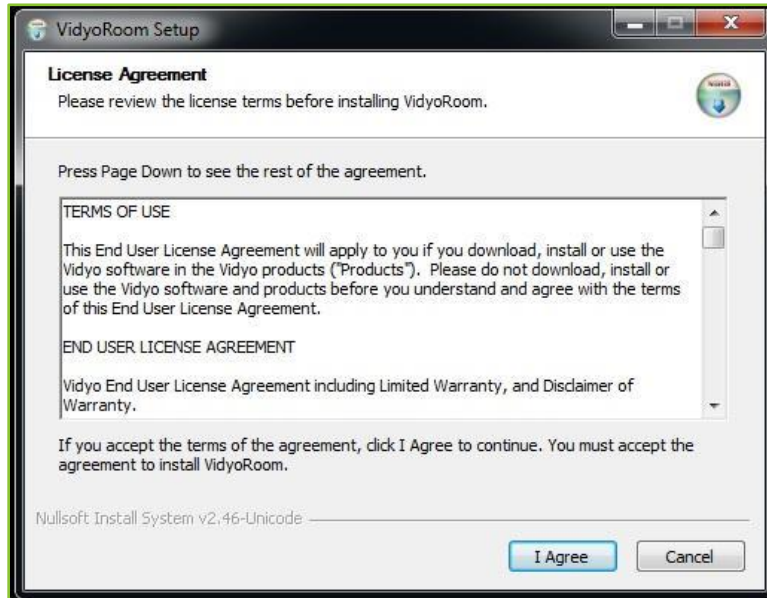 VidyoRoom Setup
License Agreement
Please review the license terms before installing VidyoRoom.
Press Page Down to see the rest of the agreement.
TERMS OF USE
This End User License Agreement will apply to you if you download, install or use the
Vidyo software in the Vidyo products ("Products").  Please do not download, install or
use the Vidyo software and products before you understand and agree with the terms
of this End User License Agreement.
END USER LICENSE AGREEMENT
Vidyo End User License Agreement including Limited Warranty, and Disclaimer of
Warranty.
If you accept the terms of the agreement, click I Agree to continue. You must accept the
agreement to install VidyoRoom.
Nullsoft Install System v2.46-Unicode
I Agree
Cancel